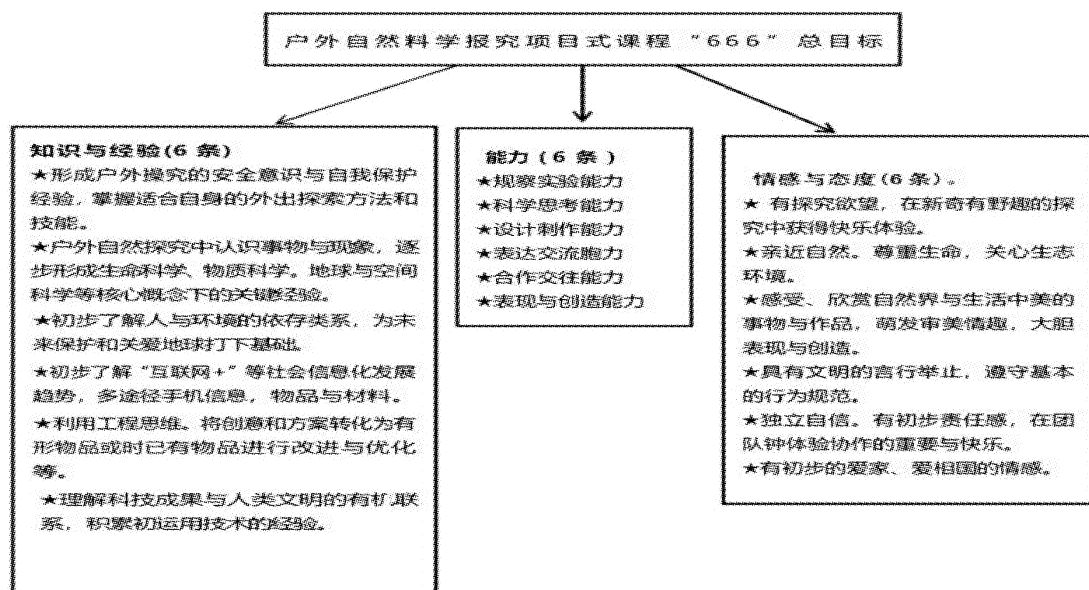 户外自然料学报究项目式课程“666”总目标
知识与经验(6 条)
★形成户外操究的安全意识与自我保护
经验，掌握适合自身的外出探索方法和
技能。
★户外自然探究中认识事物与现象，逐
步形成生命科学、物质科学。地球与空间
科学等核心慨念下的关键经验。
★初步了解人与环境的依存类系，为未
来保护和关爱地球打下基础。
★初步了解“互联网+”等社会信息化发展
趋势，多途径手机信息，物品与材料。
★利用工程思维。将创意和方案转化为有
形物品或时已有物品进行改进与优化
等。
★理解科技成果与人类文明的有机联
系，积累初运用技术的经验。
能力（6 条）
★规察实验能力
★科学思考能力
★设计制作能力
★表达交流胞力
★合作交往能力
★表现与创造能力
情感与态度(6 条)。
★ 有探究欲望，在新奇有野趣的探
究中获得快乐体验。
★亲近自然。尊重生命，关心生态
环境。
★感受、欣赏自然界与生活中美的
事物与作品，萌发审美情趣，大胆
表现与创造。
★具有文明的言行举止，遵守基本
的行为规范。
★独立自信。有初步责任感，在团
队钟体验协作的重要与快乐。
★有初步的爱家、爱相国的情感。